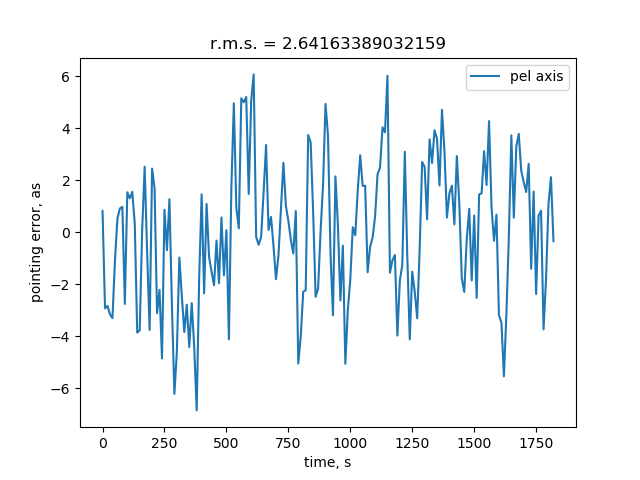 r.m.s. = 2.64163389032159
pel axis
6
4
2
0
−2
−4
−6
pointing error, as
0 250 500 750 1000 1250 1500 1750
time, s